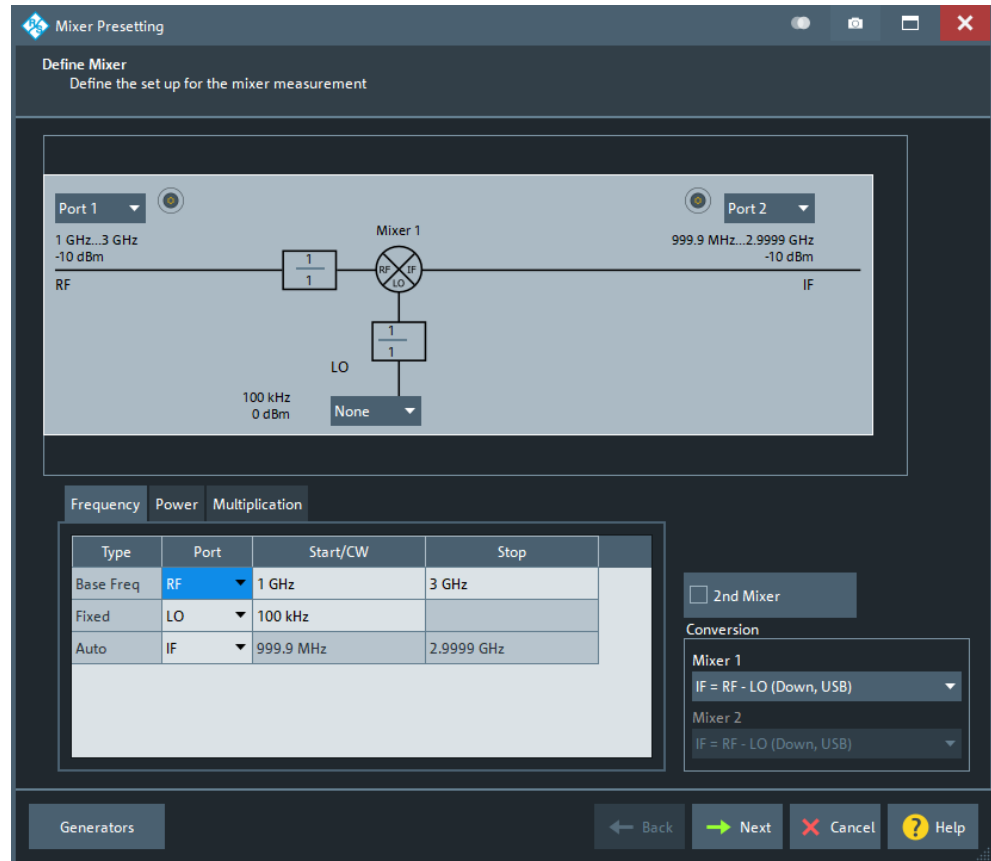 Mixer Presetting
Define Mixer
Define the set up for the mixer measurement
Port 1
Port 2
1 GHz...3 GHz
-10 dBm
RF
Mixer 1
999.9 MHz...2.9999 GHz
-10 dBm
IF
1
1
RF IF
LO
1
1
LO
100 kHz
0 dBm
None
Frequency Power Multiplication
Type Port Start/CW Stop
Base Freq RF 1 GHz 3 GHz
Fixed LO 100 kHz
Auto IF 999.9 MHz 2.9999 GHz
2nd Mixer
Conversion
Mixer 1
IF = RF - LO (Down, USB)
Mixer 2
IF = RF - LO (Down, USB)
Generators
Back
Next
Cancel
? Help